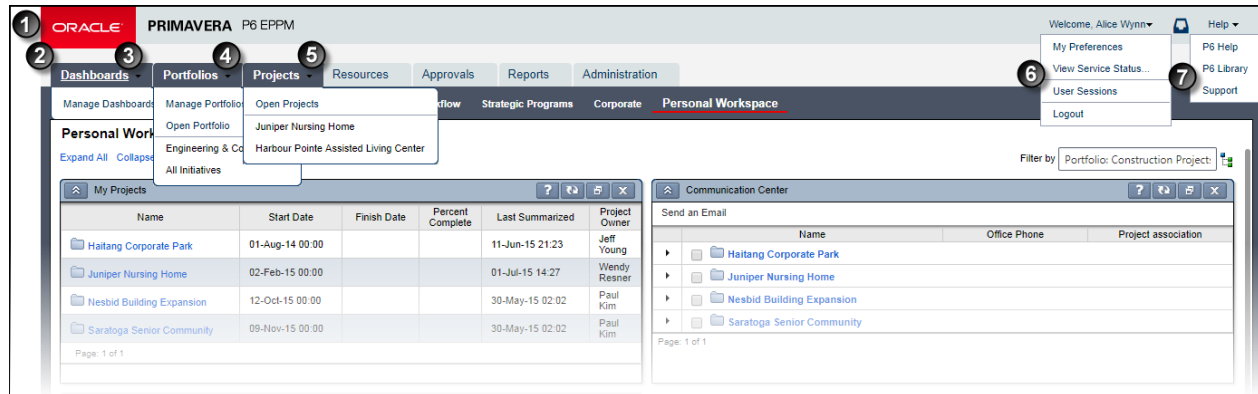 1 ORACLE PRIMAVERA P6 EPPM Welcome, Alice Wynn Help
2 3 4 5
Dashboards Portfolios Projects Resources Approvals Reports Administration
My Preferences
View Service Status...
User Sessions
Logout
6
P6 Help
P6 Library
Support
7
Manage Dashboards Strategic Programs Corporate Personal Workspace
Manage Portfolios
Open Portfolio
Engineering & Co
All Initiatives
Open Projects
Juniper Nursing Home
Harbour Pointe Assisted Living Center
Personal Work
Expand All Collapse
Filter by Portfolio: Construction Projects
My Projects
Name Start Date Finish Date Percent Complete Last Summarized Project Owner
Haitang Corporate Park 01-Aug-14 00:00 11-Jun-15 21:23 Jeff Young
Juniper Nursing Home 02-Feb-15 00:00 01-Jul-15 14:27 Wendy Resner
Nesbid Building Expansion 12-Oct-15 00:00 30-May-15 02:02 Paul Kim
Saratoga Senior Community 09-Nov-15 00:00 30-May-15 02:02 Paul Kim
Page: 1 of 1
Communication Center
Send an Email
Name Office Phone Project association
Haitang Corporate Park
Juniper Nursing Home
Nesbid Building Expansion
Saratoga Senior Community
Page: 1 of 1